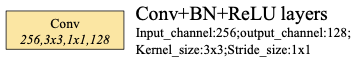 Conv
256,3x3,1x1,128
Conv+BN+ReLU layers
Input_channel:256;output_channel:128;
Kernel_size:3x3;Stride_size:1x1